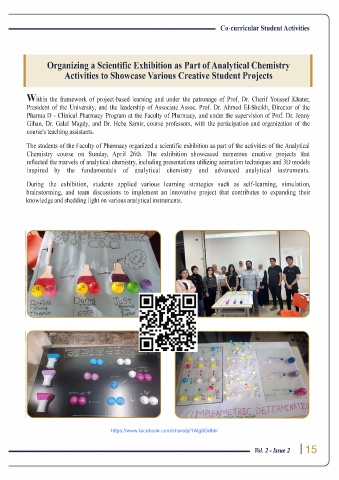 Co-curricular Student Activities
Organizing a Scientific Exhibition as Part of Analytical Chemistry
Activities to Showcase Various Creative Student Projects
Within the framework of project-based learning and under the patronage of Prof. Dr. Cherif Youssef Khater,
President of the University, and the leadership of Associate Assoc. Prof. Dr. Ahmed El-Sheikh, Director of the
Pharma D - Clinical Pharmacy Program at the Faculty of Pharmacy, and under the supervision of Prof. Dr. Jenny
Gihan, Dr. Galal Magdy, and Dr. Heba Samir, course professors, with the participation and organization of the
course's teaching assistants.
The students of the Faculty of Pharmacy organized a scientific exhibition as part of the activities of the Analytical
Chemistry course on Sunday, April 26th. The exhibition showcased numerous creative projects that
reflected the marvels of analytical chemistry, including presentations utilizing animation techniques and 3D models
inspired by the fundamentals of analytical chemistry and advanced analytical instruments.
During the exhibition, students applied various learning strategies such as self-learning, simulation,
brainstorming, and team discussions to implement an innovative project that contributes to expanding their
knowledge and shedding light on various analytical instruments.
Before
During
Just
COMPLEXOMETRIC DETERMINATION
Vol. 2 - Issue 2
15